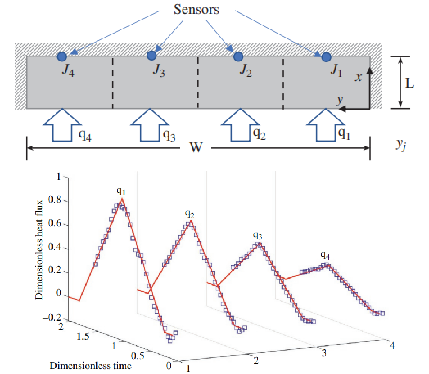 Sensors
J4 J3 J2 J1
x
L
y
q4 q3 q2 q1
W
yj
1
0.8
0.6
0.4
0.2
0
–0.2
Dimensionless heat flux
q1
q2
q3
q4
2
1.5
1
0.5
0
Dimensionless time
1
2
3
4